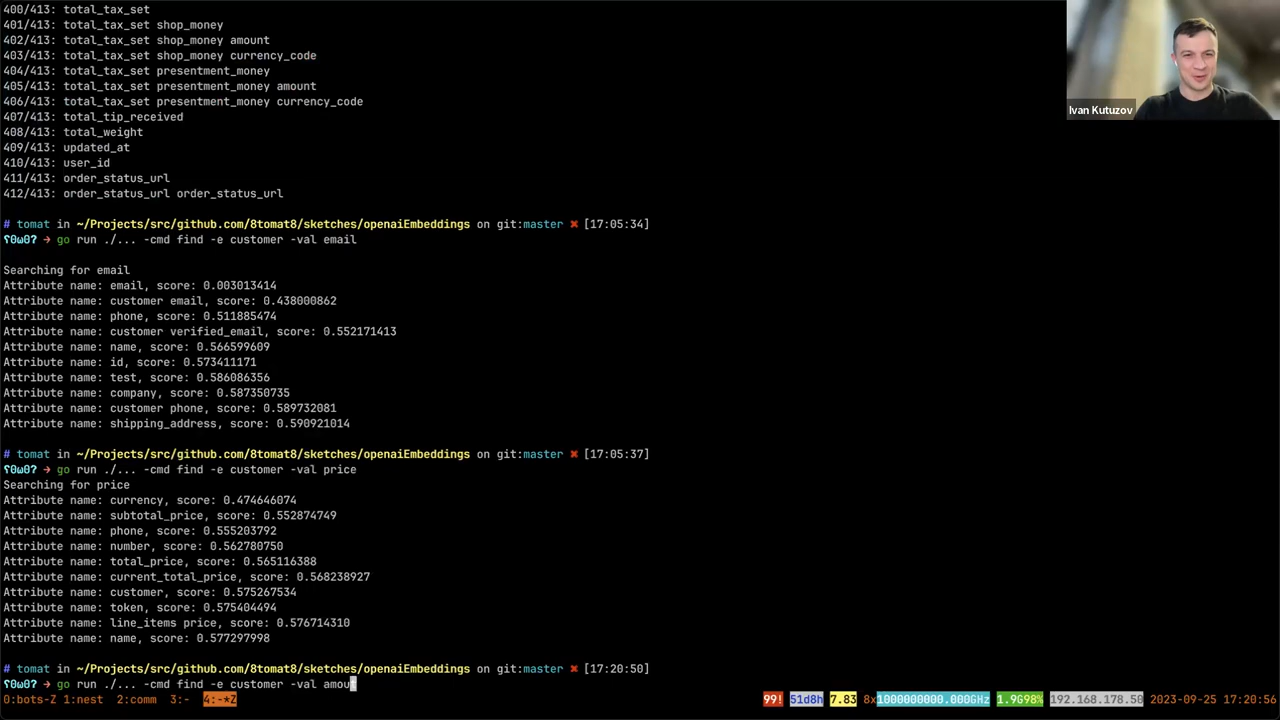 400/413: total_tax_set
401/413: total_tax_set shop_money
402/413: total_tax_set shop_money amount
403/413: total_tax_set shop_money currency_code
404/413: total_tax_set presentment_money
405/413: total_tax_set presentment_money amount
406/413: total_tax_set presentment_money currency_code
407/413: total_tip_received
408/413: total_weight
409/413: updated_at
410/413: user_id
411/413: order_status_url
412/413: order_status_url order_status_url
Ivan Kutuzov
# tomat in ~/Projects/src/github.com/8tomat8/sketches/openaiEmbeddings on git:master ✖ [17:05:34]
ʕ0ω0ʔ → go run ./... -cmd find -e customer -val email
Searching for email
Attribute name: email, score: 0.003013414
Attribute name: customer email, score: 0.438000862
Attribute name: phone, score: 0.511885474
Attribute name: customer verified_email, score: 0.552171413
Attribute name: name, score: 0.566599609
Attribute name: id, score: 0.573411171
Attribute name: test, score: 0.586086356
Attribute name: company, score: 0.587350735
Attribute name: customer phone, score: 0.589732081
Attribute name: shipping_address, score: 0.590921014
# tomat in ~/Projects/src/github.com/8tomat8/sketches/openaiEmbeddings on git:master ✖ [17:05:37]
ʕ0ω0ʔ → go run ./... -cmd find -e customer -val price
Searching for price
Attribute name: currency, score: 0.474646074
Attribute name: subtotal_price, score: 0.552874749
Attribute name: phone, score: 0.555203792
Attribute name: number, score: 0.562780750
Attribute name: total_price, score: 0.565116388
Attribute name: current_total_price, score: 0.568238927
Attribute name: customer, score: 0.575267534
Attribute name: token, score: 0.575404494
Attribute name: line_items price, score: 0.576714310
Attribute name: name, score: 0.577297998
# tomat in ~/Projects/src/github.com/8tomat8/sketches/openaiEmbeddings on git:master ✖ [17:20:50]
ʕ0ω0ʔ → go run ./... -cmd find -e customer -val amout
0:bots-Z 1:nest 2:comm 3:- 4:-*Z 99! 51d8h 7.83 8x1000000000.000GHz 1.9G98% 192.168.178.50 2023-09-25 17:20:56